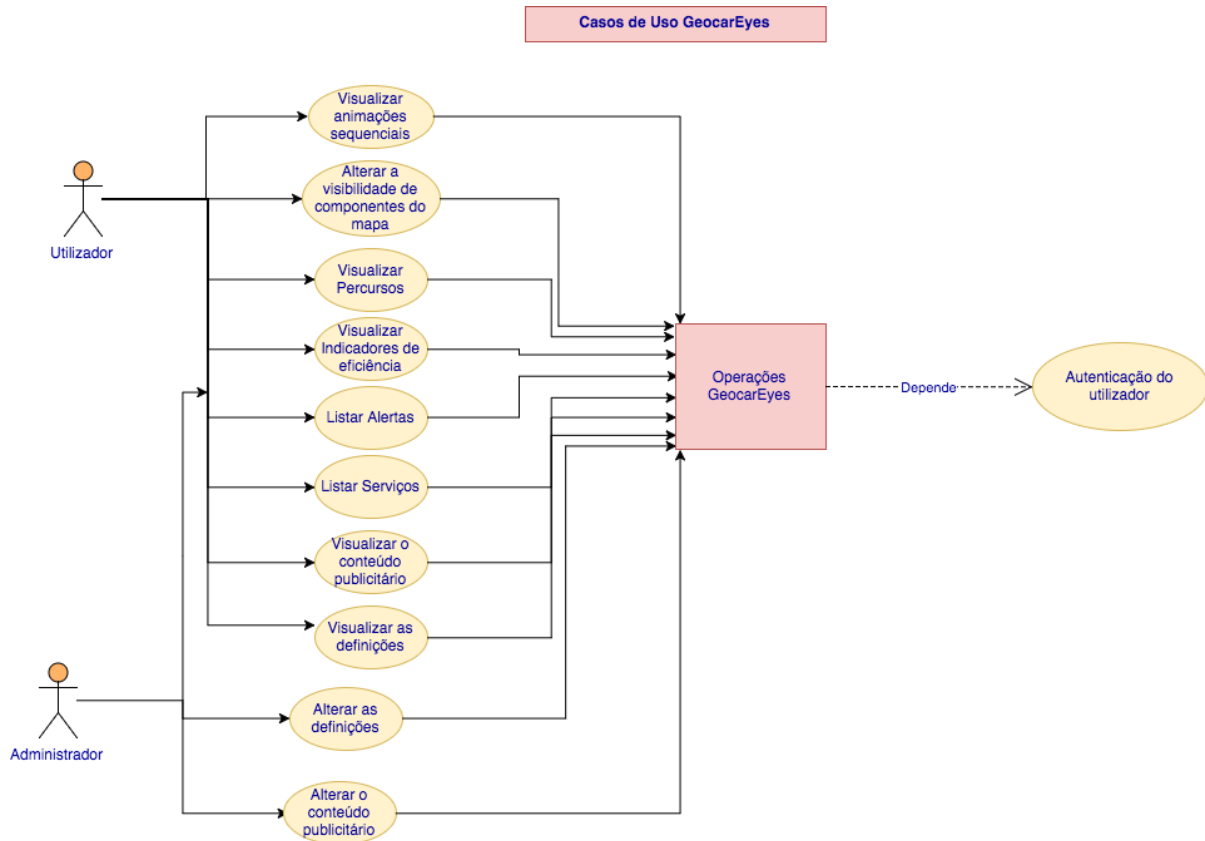 Casos de Uso GeocarEyes
Visualizar
animações
sequenciais
Alterar a
visibilidade de
componentes do
mapa
Utilizador
Visualizar
Percursos
Visualizar
Indicadores de
eficiência
Operações
GeocarEyes
Depende
Autenticação do
utilizador
Listar Alertas
Listar Serviços
Visualizar o
conteúdo
publicitário
Visualizar as
definições
Alterar as
definições
Administrador
Alterar o
conteúdo
publicitário